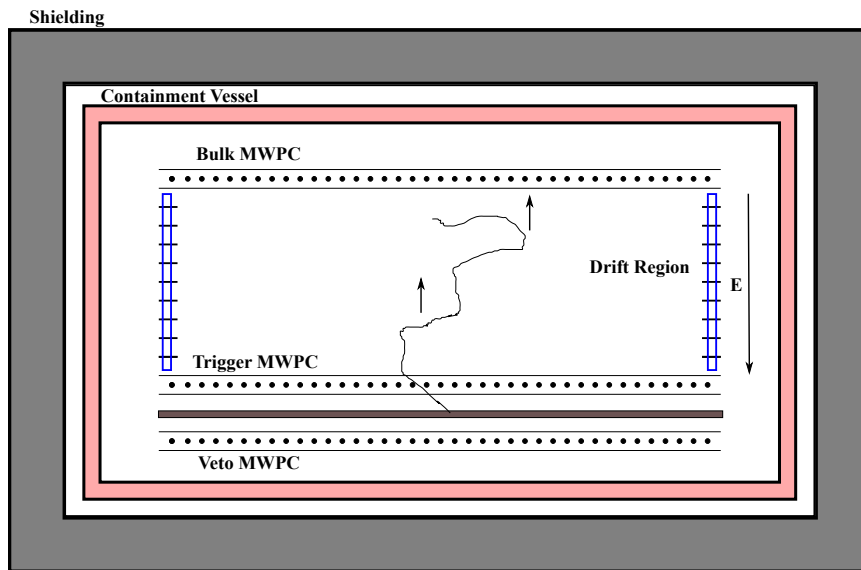 Shielding
Containment Vessel
Bulk MWPC
Drift Region
E
Trigger MWPC
Veto MWPC